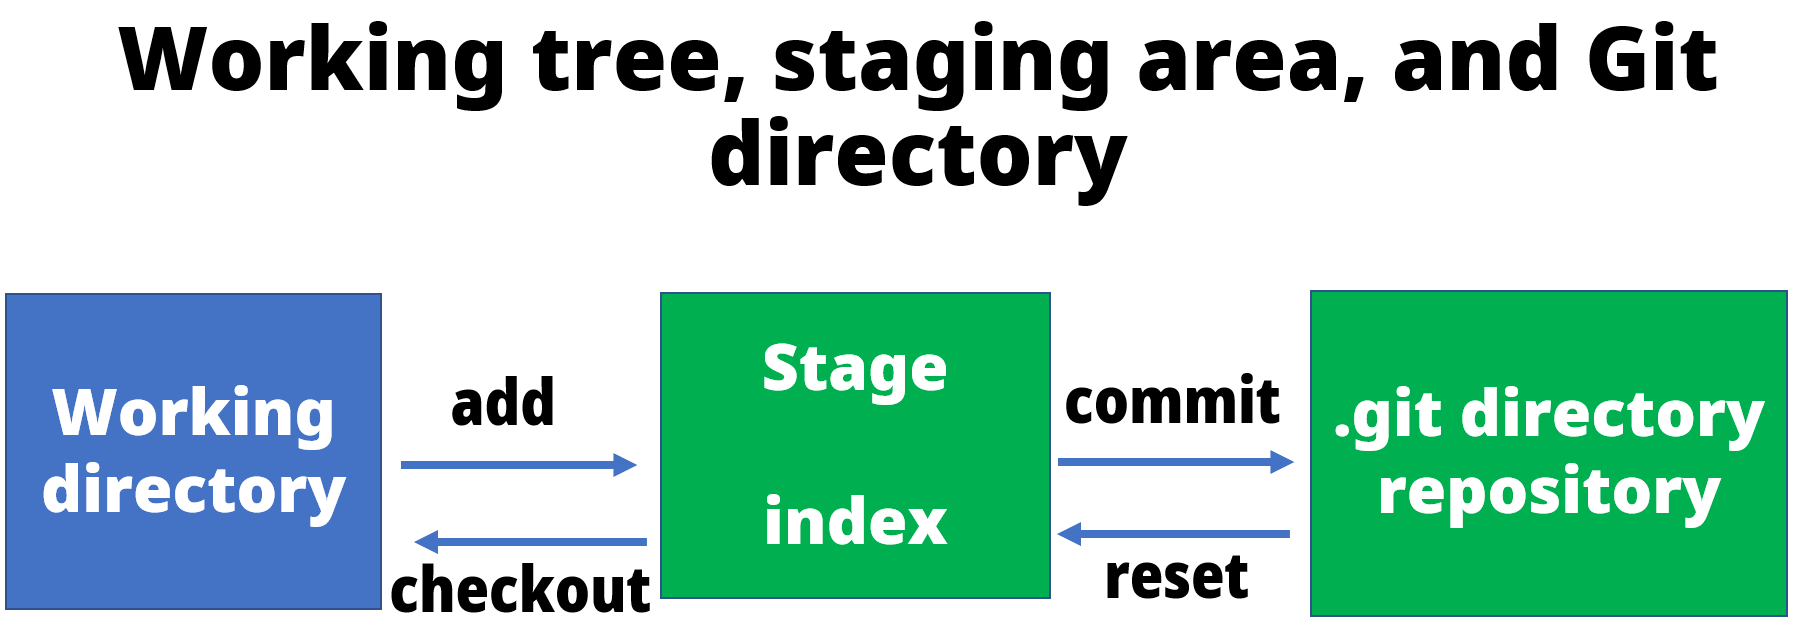 Working tree, staging area, and Git
directory
Working
directory
add
checkout
Stage
index
commit
reset
.git directory
repository